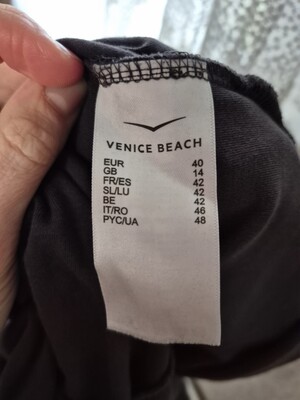 VENICE BEACH
EUR 40
GB 14
FR/ES 42
SL/LU 42
BE 42
IT/RO 46
PYC/UA 48